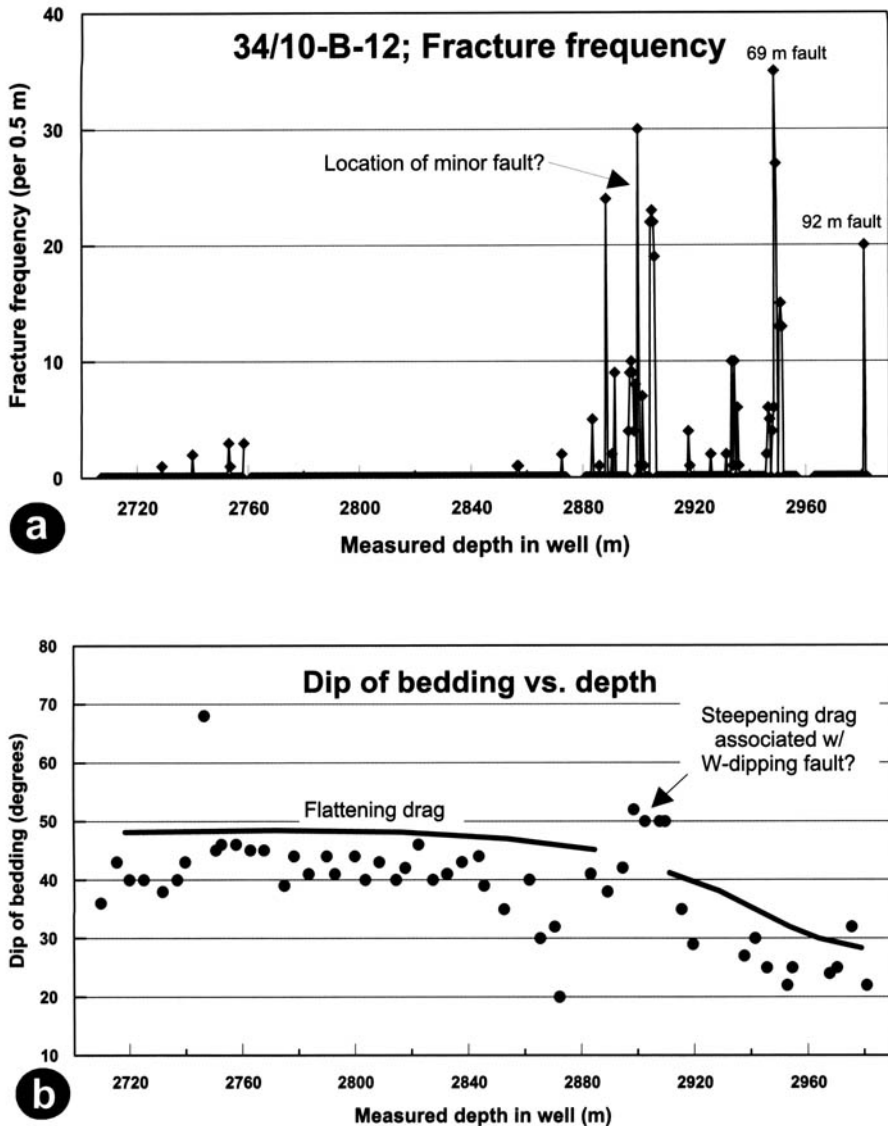 34/10-B-12; Fracture frequency
69 m fault
Location of minor fault?
92 m fault
Fracture frequency (per 0.5 m)
40
30
20
10
0
2720 2760 2800 2840 2880 2920 2960
Measured depth in well (m)
a
Dip of bedding vs. depth
Steepening drag
associated w/
W-dipping fault?
Flattening drag
Dip of bedding (degrees)
80
70
60
50
40
30
20
10
2720 2760 2800 2840 2880 2920 2960
Measured depth in well (m)
b